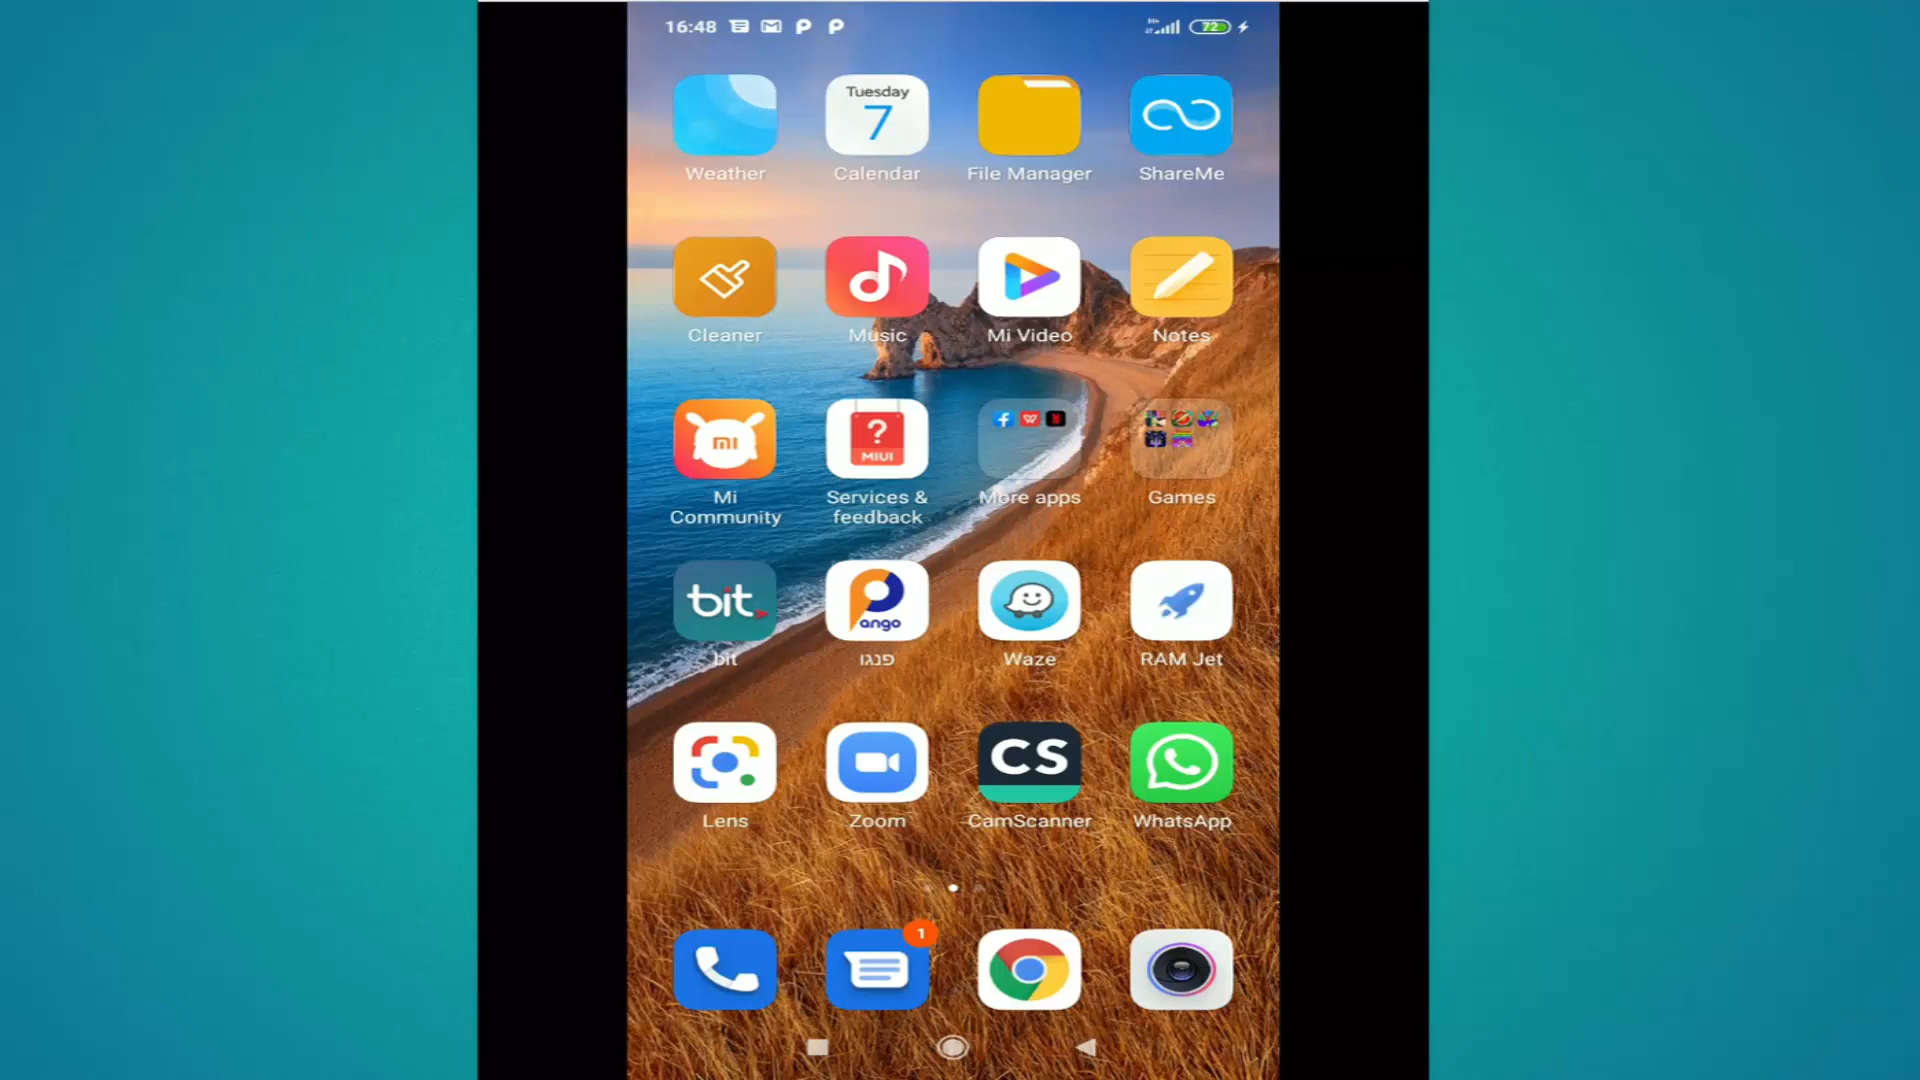 16:48
72
Tuesday
7
Weather
Calendar
File Manager
ShareMe
Cleaner
Music
Mi Video
Notes
mi
?
MIUI
Mi
Community
Services &
feedback
More apps
Games
bit
ango
bit
פנגו
Waze
RAM Jet
CS
Lens
Zoom
CamScanner
WhatsApp
1